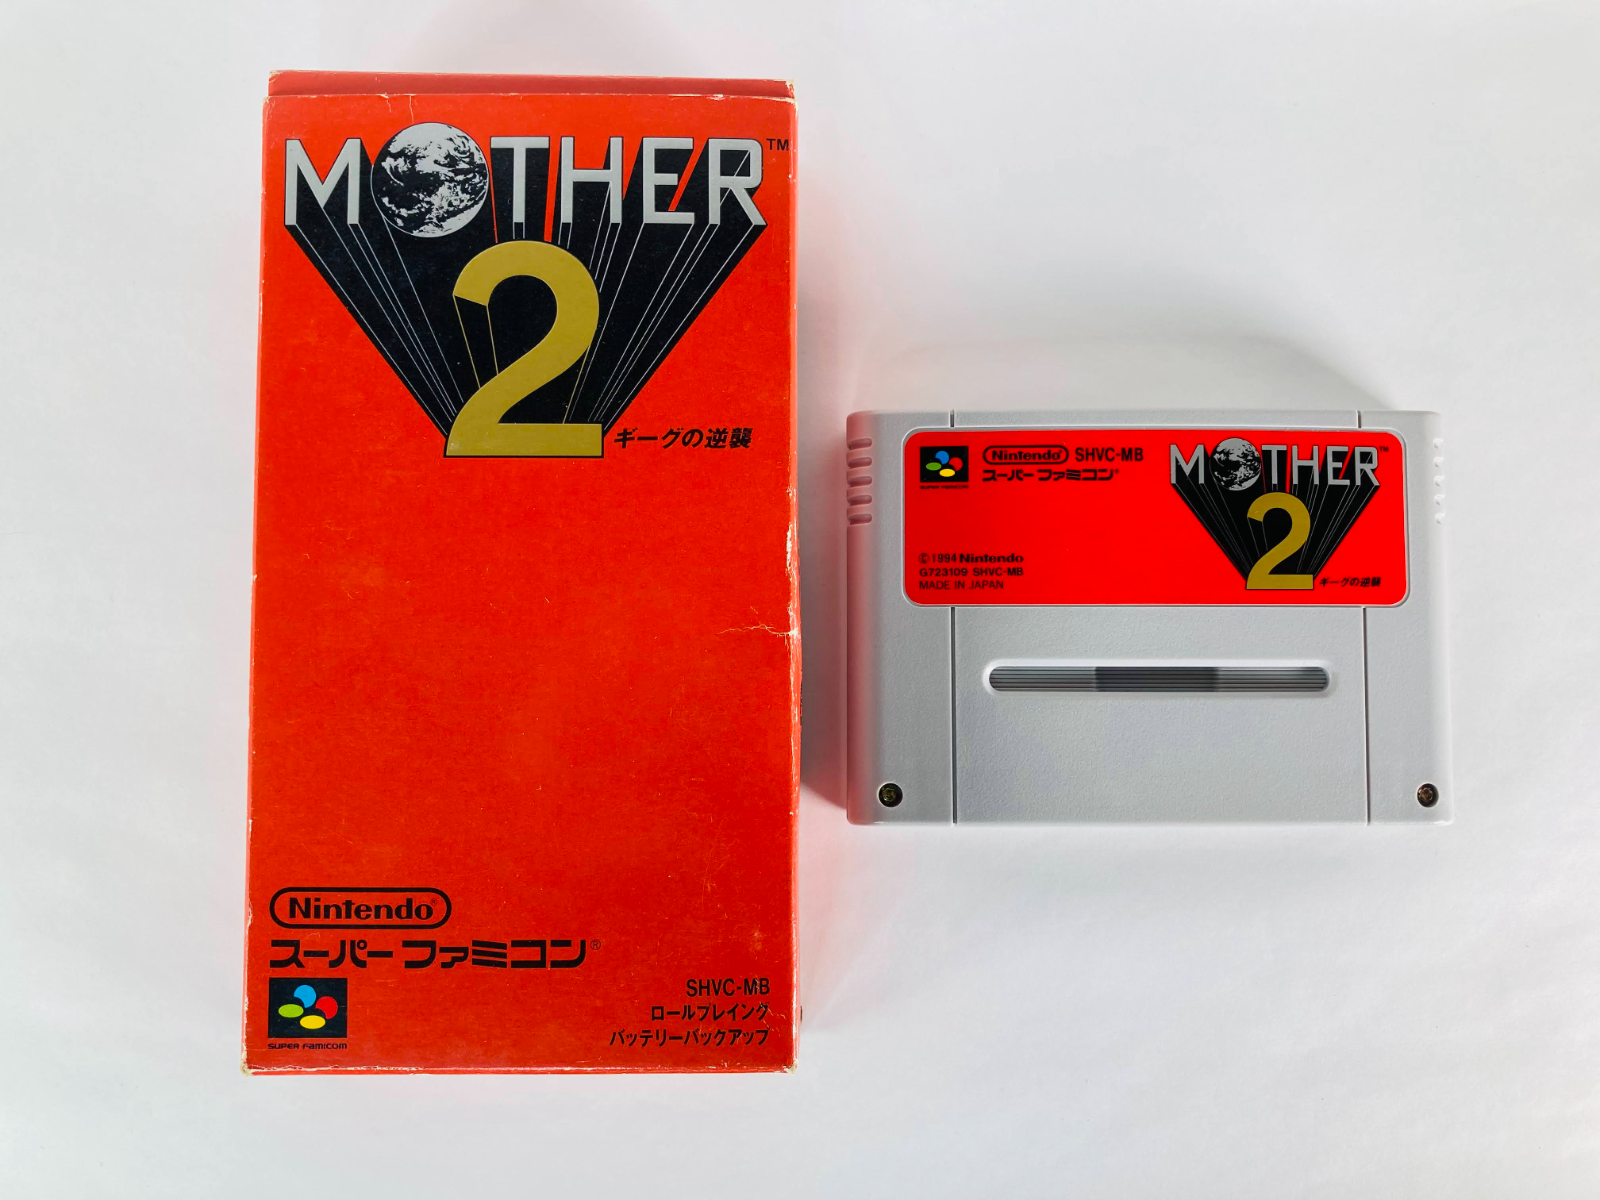 MOTHER™
2
ギーグの逆襲
Nintendo®
スーパーファミコン®
SUPER FAMICOM
SHVC-MB
ロールプレイング
バッテリーバックアップ
SUPER FAMICOM
Nintendo SHVC-MB
スーパーファミコン®
©1994 Nintendo
G723109 SHVC-MB
MADE IN JAPAN
MOTHER™
2
ギーグの逆襲